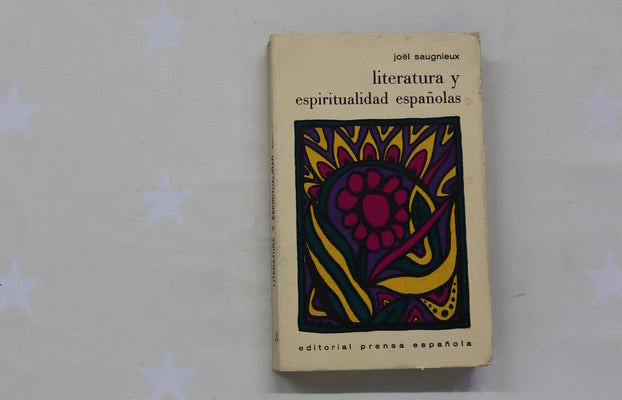 joël saugnieux
literatura y
espiritualidad españolas
editorial prensa española
LITERATURA Y ESPIRITUALIDAD